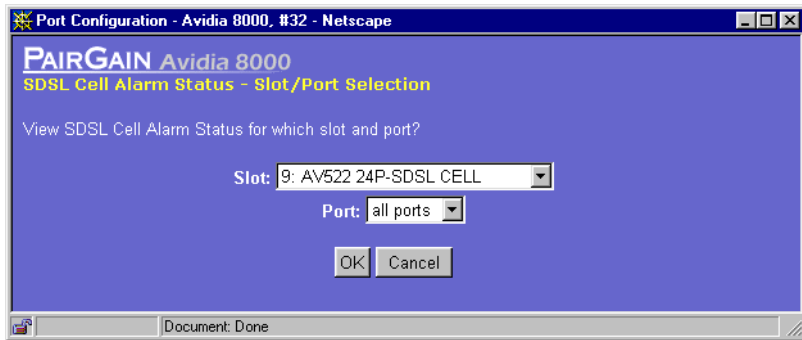 Port Configuration - Avidia 8000, #32 - Netscape
PAIRGAIN Avidia 8000
SDSL Cell Alarm Status - Slot/Port Selection
View SDSL Cell Alarm Status for which slot and port?
Slot: 9: AV522 24P-SDSL CELL
Port: all ports
OK Cancel
Document: Done